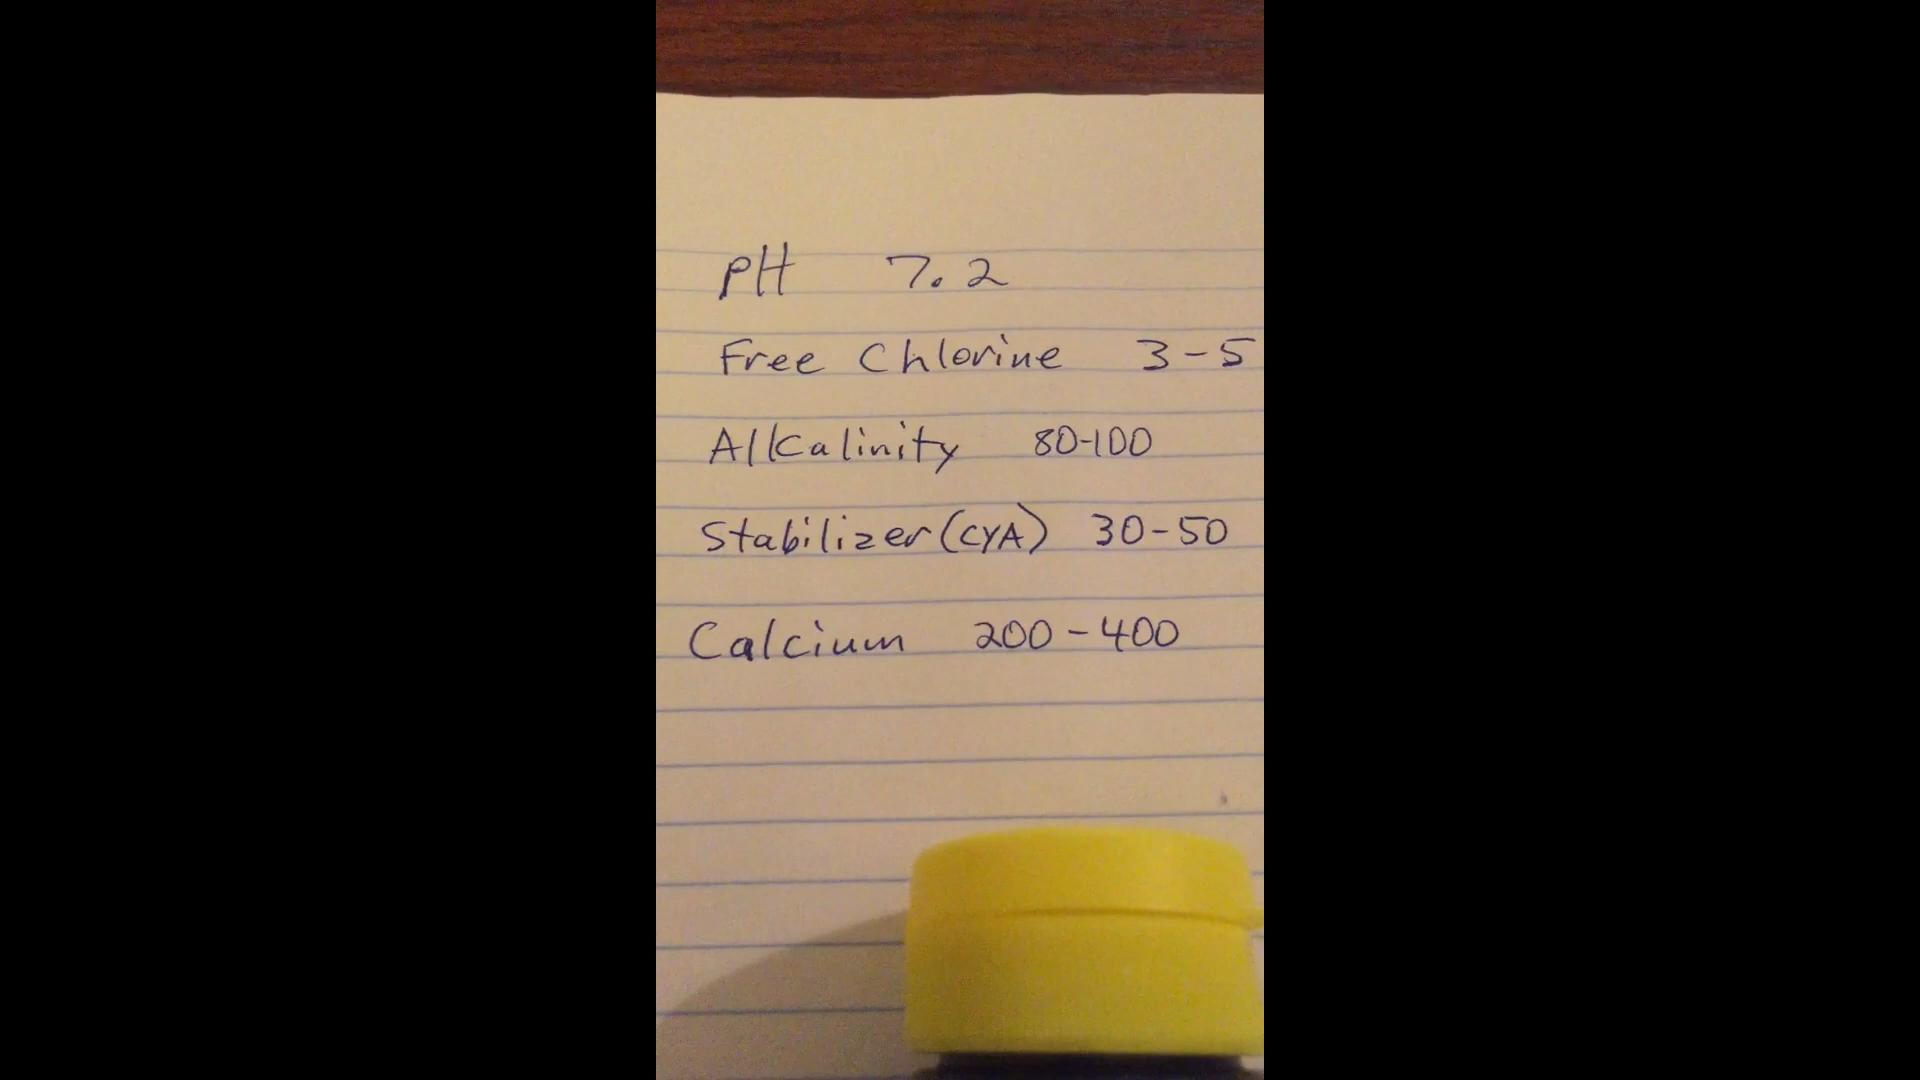 pH 7.2
Free Chlorine 3-5
Alkalinity 80-100
Stabilizer (CYA) 30-50
Calcium 200-400